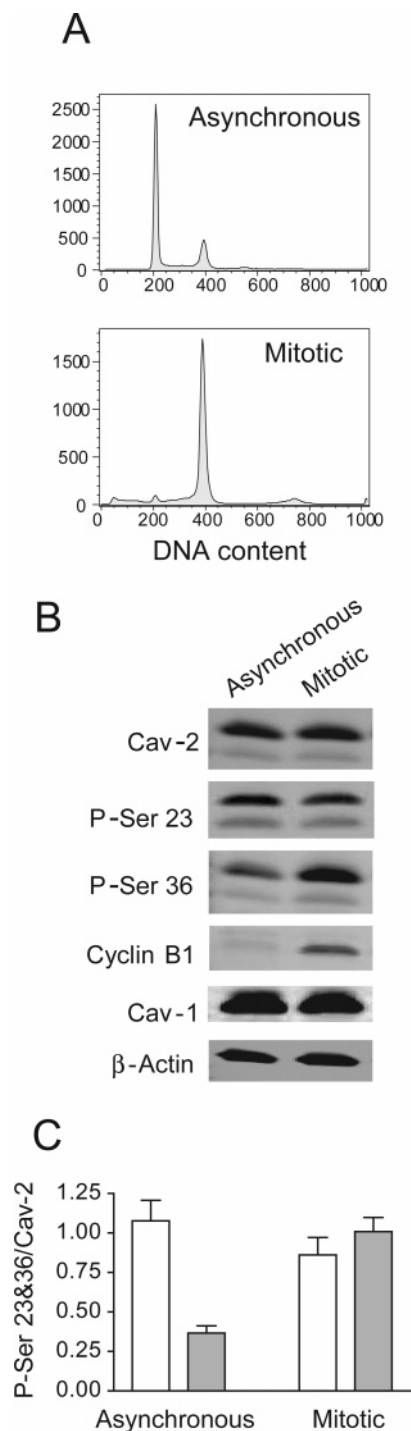 A
Asynchronous
2500
2000
1500
1000
500
0
0 200 400 600 800 1000
Mitotic
1500
1000
500
0
0 200 400 600 800 1000
DNA content
B
Asynchronous Mitotic
Cav-2
P-Ser 23
P-Ser 36
Cyclin B1
Cav-1
β-Actin
C
P-Ser 23&36/Cav-2
1.25
1.00
0.75
0.50
0.25
0.00
Asynchronous Mitotic